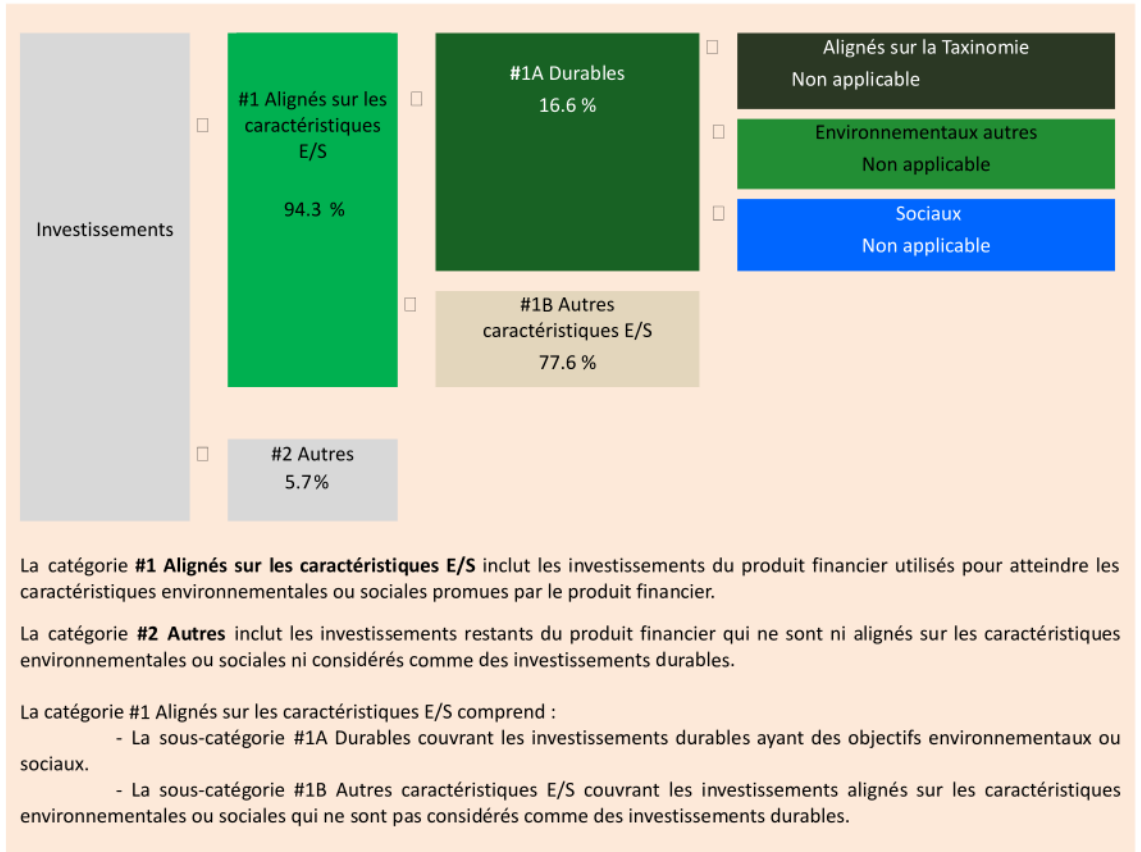 Investissements
#1 Alignés sur les
caractéristiques
E/S
94.3 %
#2 Autres
5.7%
#1A Durables
16.6 %
#1B Autres
caractéristiques E/S
77.6 %
Alignés sur la Taxinomie
Non applicable
Environnementaux autres
Non applicable
Sociaux
Non applicable
La catégorie #1 Alignés sur les caractéristiques E/S inclut les investissements du produit financier utilisés pour atteindre les
caractéristiques environnementales ou sociales promues par le produit financier.
La catégorie #2 Autres inclut les investissements restants du produit financier qui ne sont ni alignés sur les caractéristiques
environnementales ou sociales ni considérés comme des investissements durables.
La catégorie #1 Alignés sur les caractéristiques E/S comprend :
- La sous-catégorie #1A Durables couvrant les investissements durables ayant des objectifs environnementaux ou
sociaux.
- La sous-catégorie #1B Autres caractéristiques E/S couvrant les investissements alignés sur les caractéristiques
environnementales ou sociales qui ne sont pas considérés comme des investissements durables.